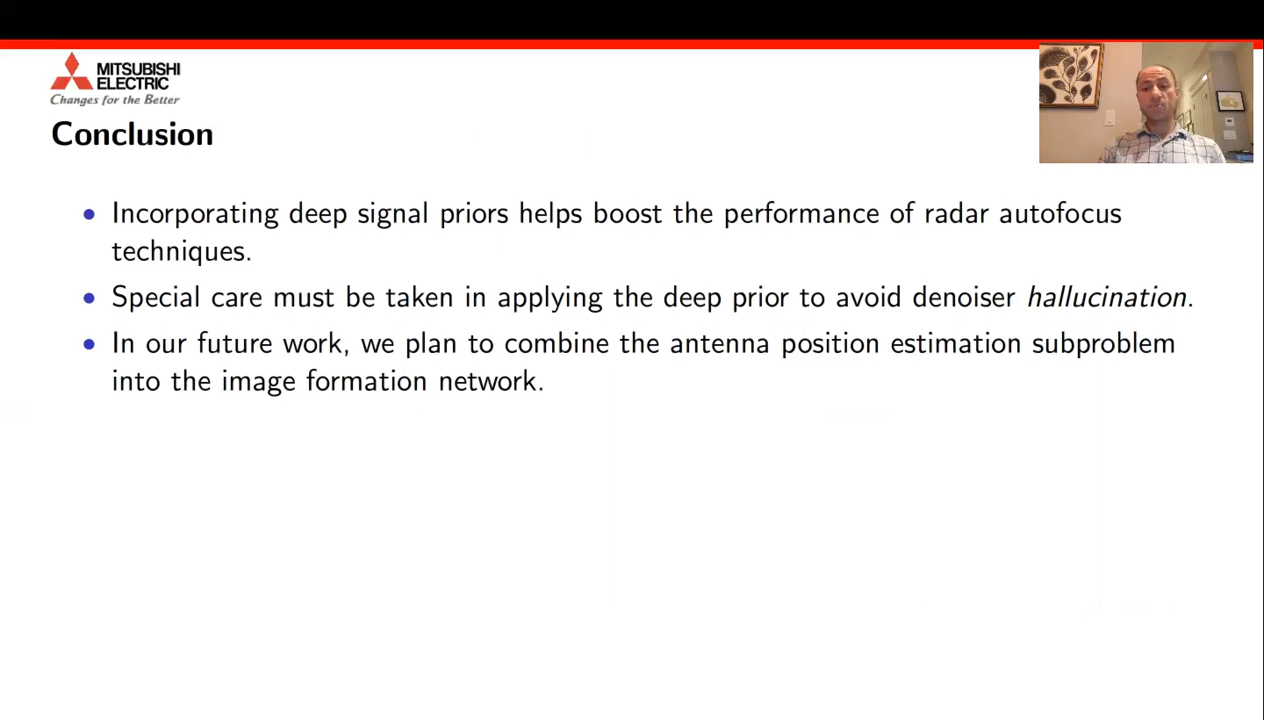 MITSUBISHI
ELECTRIC
Changes for the Better
Conclusion
• Incorporating deep signal priors helps boost the performance of radar autofocus
techniques.
• Special care must be taken in applying the deep prior to avoid denoiser hallucination.
• In our future work, we plan to combine the antenna position estimation subproblem
into the image formation network.